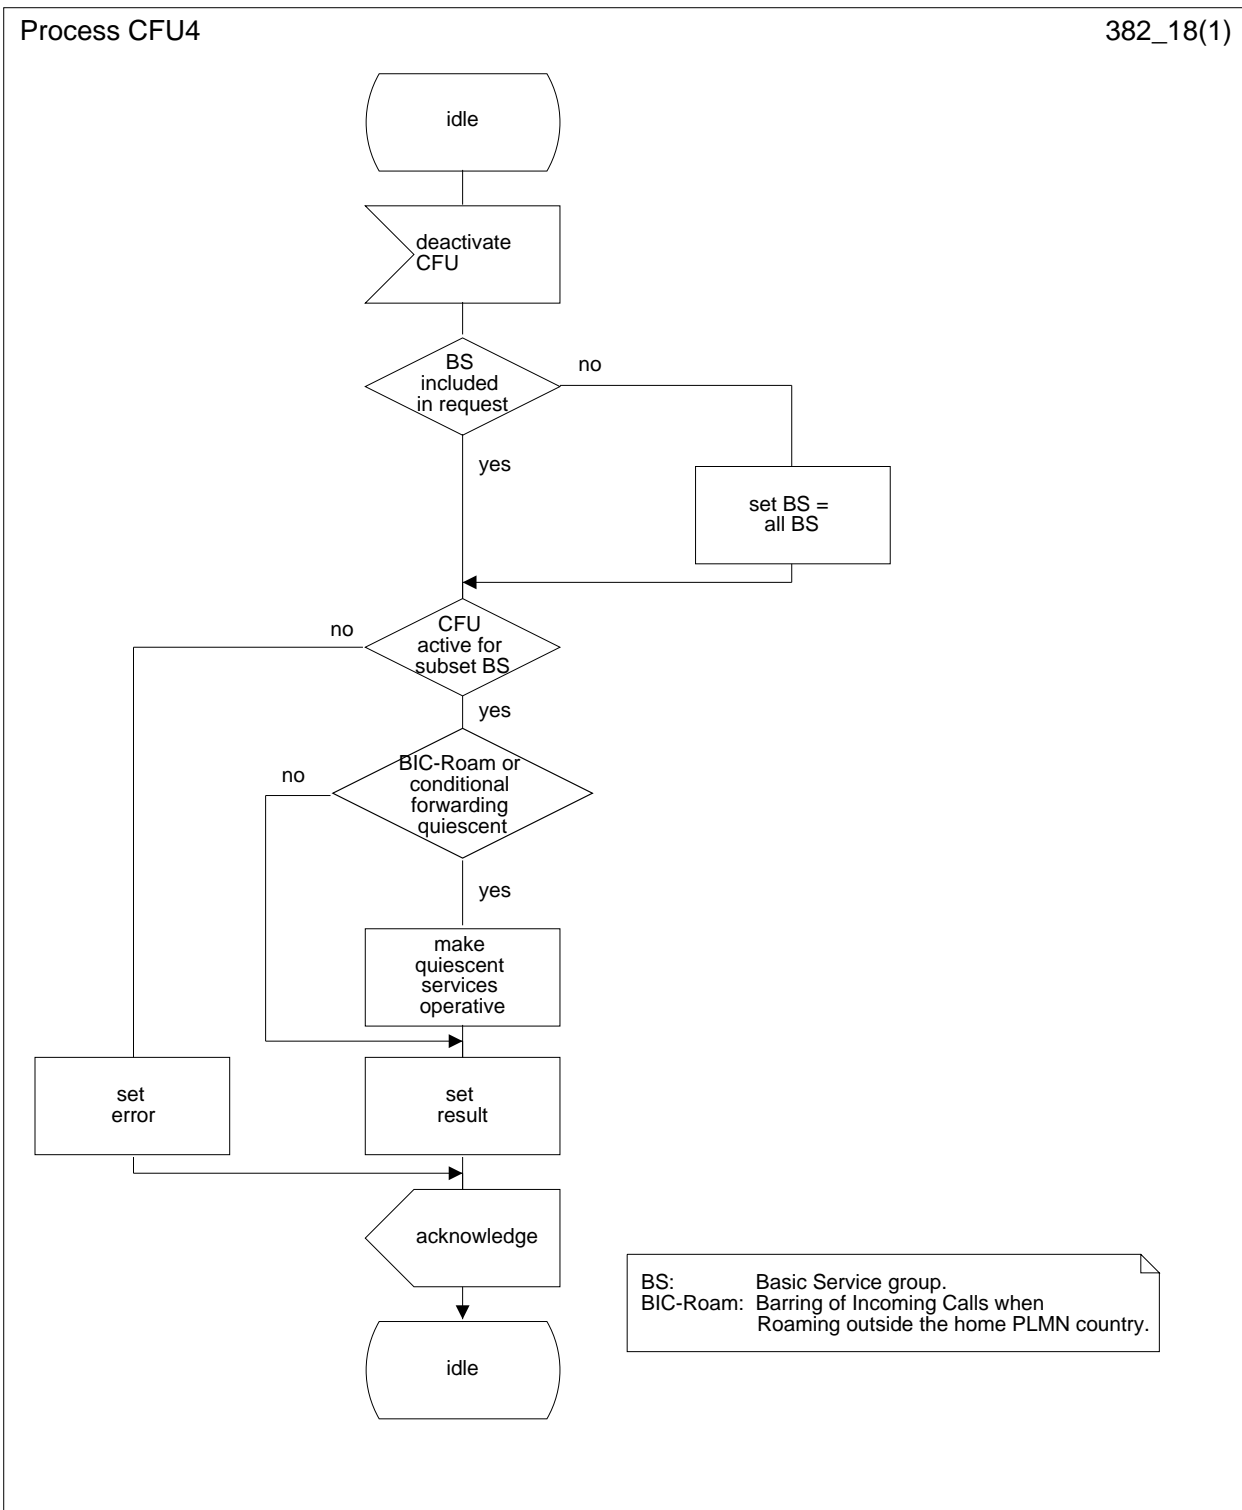 Process CFU4
382_18(1)
idle
deactivate
CFU
BS
included
in request
no
yes
set BS =
all BS
CFU
active for
subset BS
no
yes
BIC-Roam or
conditional
forwarding
quiescent
no
yes
make
quiescent
services
operative
set
error
set
result
acknowledge
BS: Basic Service group.
BIC-Roam: Barring of Incoming Calls when
Roaming outside the home PLMN country.
idle